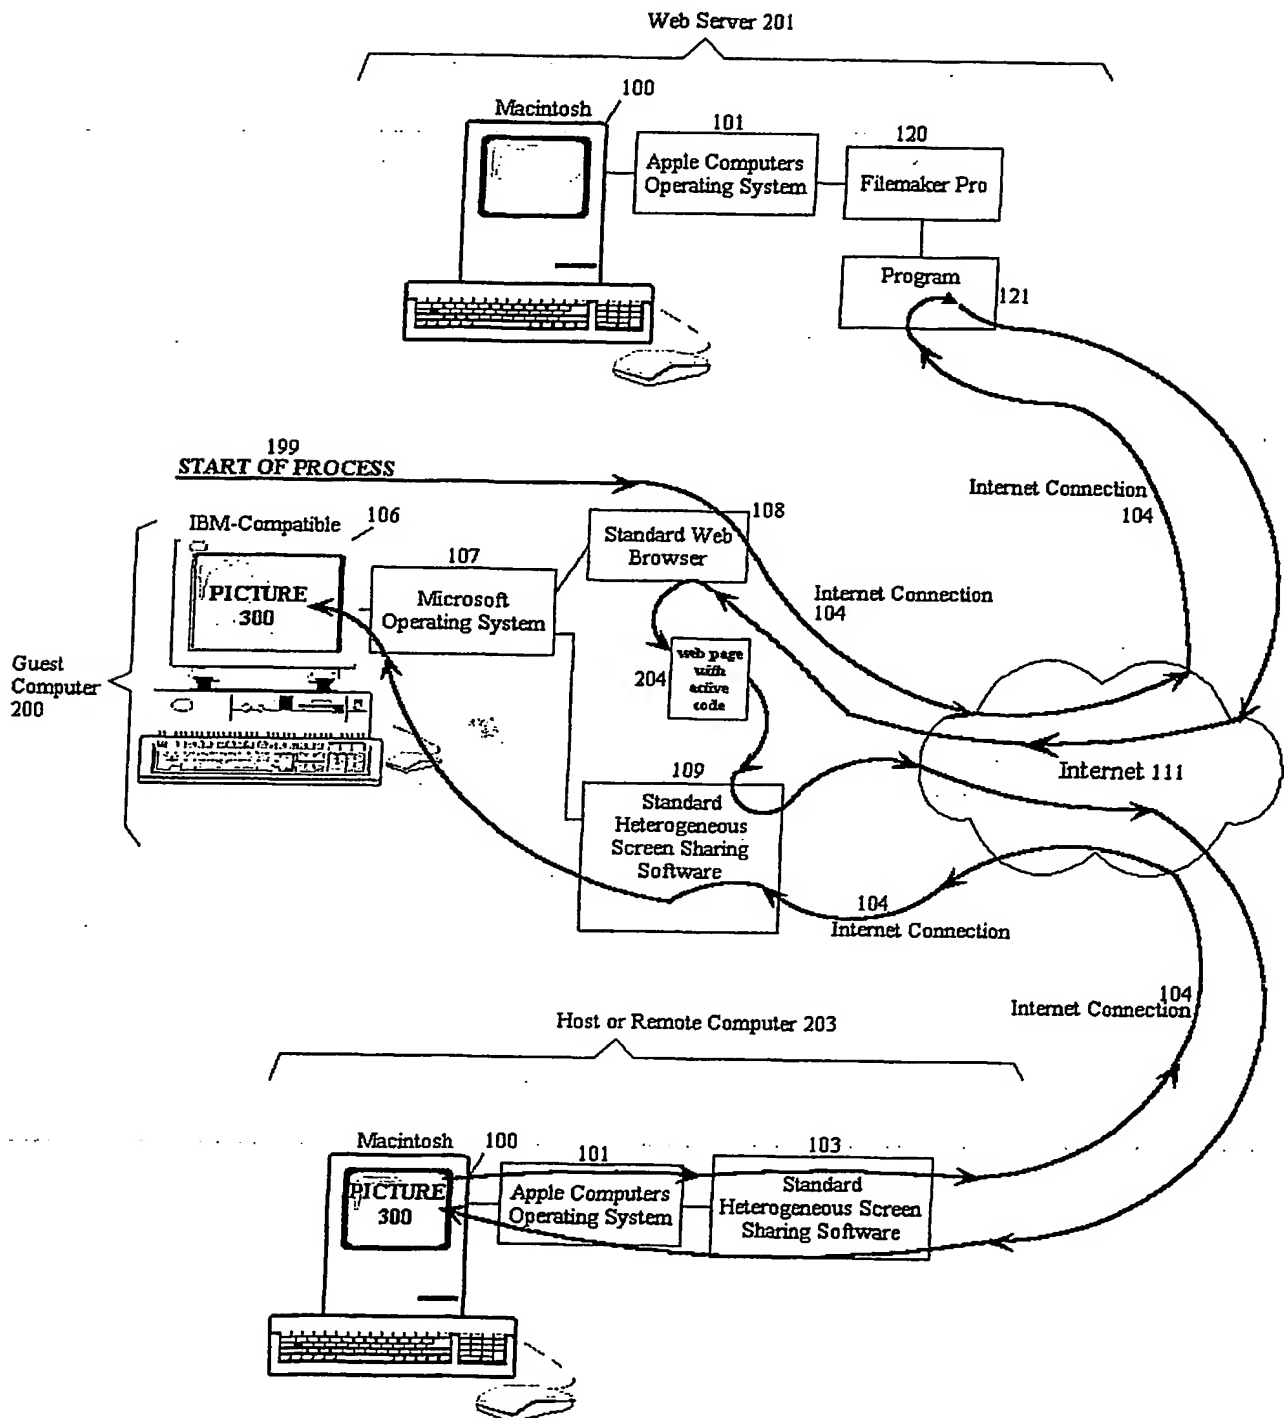 Web Server 201
Macintosh
100
101
Apple Computers
Operating System
120
Filemaker Pro
Program
121
199
START OF PROCESS
Internet Connection
104
IBM-Compatible
106
108
Standard Web
Browser
107
Microsoft
Operating System
PICTURE
300
Internet Connection
104
Guest
Computer
200
204
web page
with
active
code
Internet 111
109
Standard
Heterogeneous
Screen Sharing
Software
104
Internet Connection
104
Internet Connection
Host or Remote Computer 203
Macintosh
100
101
Apple Computers
Operating System
103
Standard
Heterogeneous Screen
Sharing Software
PICTURE
300